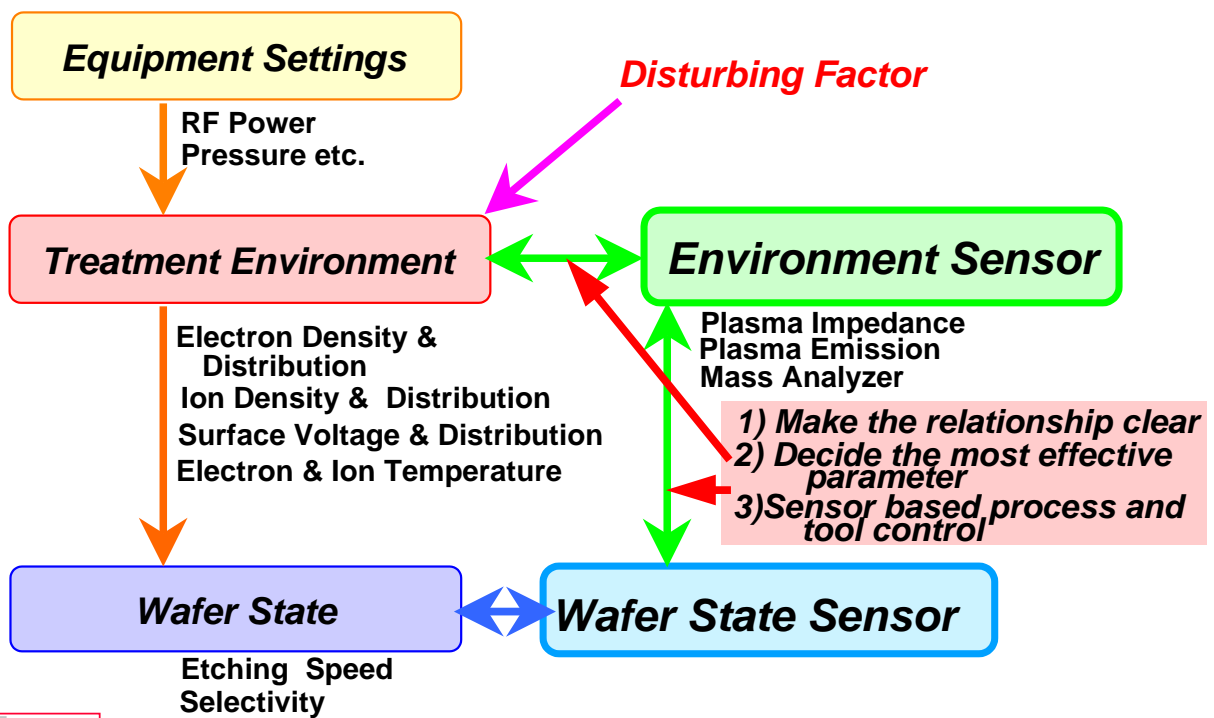 Equipment Settings
Disturbing Factor
RF Power
Pressure etc.
Treatment Environment
Environment Sensor
Electron Density &
Distribution
Ion Density & Distribution
Surface Voltage & Distribution
Electron & Ion Temperature
Plasma Impedance
Plasma Emission
Mass Analyzer
1) Make the relationship clear
2) Decide the most effective
parameter
3)Sensor based process and
tool control
Wafer State
Wafer State Sensor
Etching Speed
Selectivity